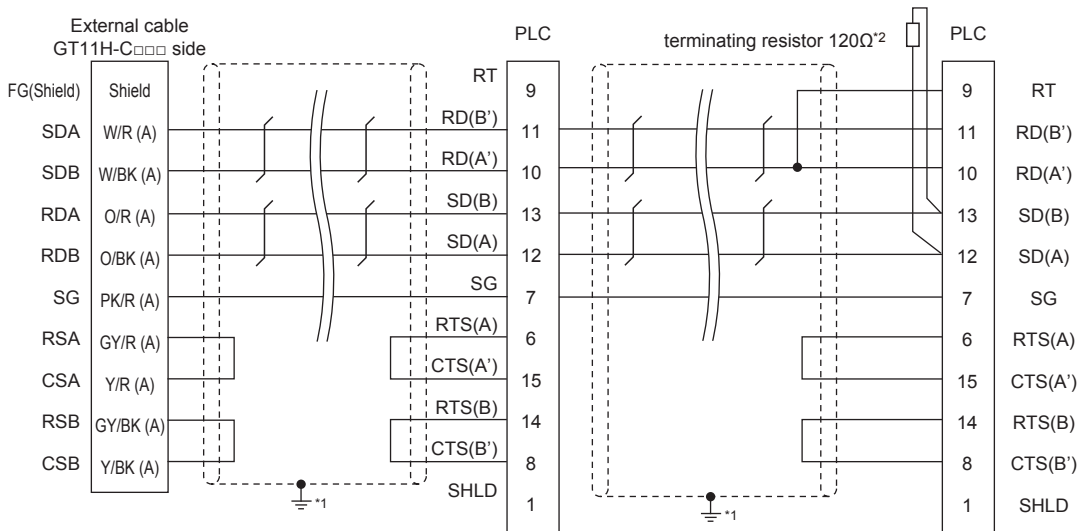 External cable
GT11H-C□□□ side
PLC
terminating resistor 120Ω*2
PLC
FG(Shield) Shield RT 9 9 RT
SDA W/R (A) RD(B') 11 11 RD(B')
SDB W/BK (A) RD(A') 10 10 RD(A')
RDA O/R (A) SD(B) 13 13 SD(B)
RDB O/BK (A) SD(A) 12 12 SD(A)
SG PK/R (A) SG 7 7 SG
RSA GY/R (A) RTS(A) 6 6 RTS(A)
CSA Y/R (A) CTS(A') 15 15 CTS(A')
RSB GY/BK (A) RTS(B) 14 14 RTS(B)
CSB Y/BK (A) CTS(B') 8 8 CTS(B')
*1 SHLD 1 *1 1 SHLD